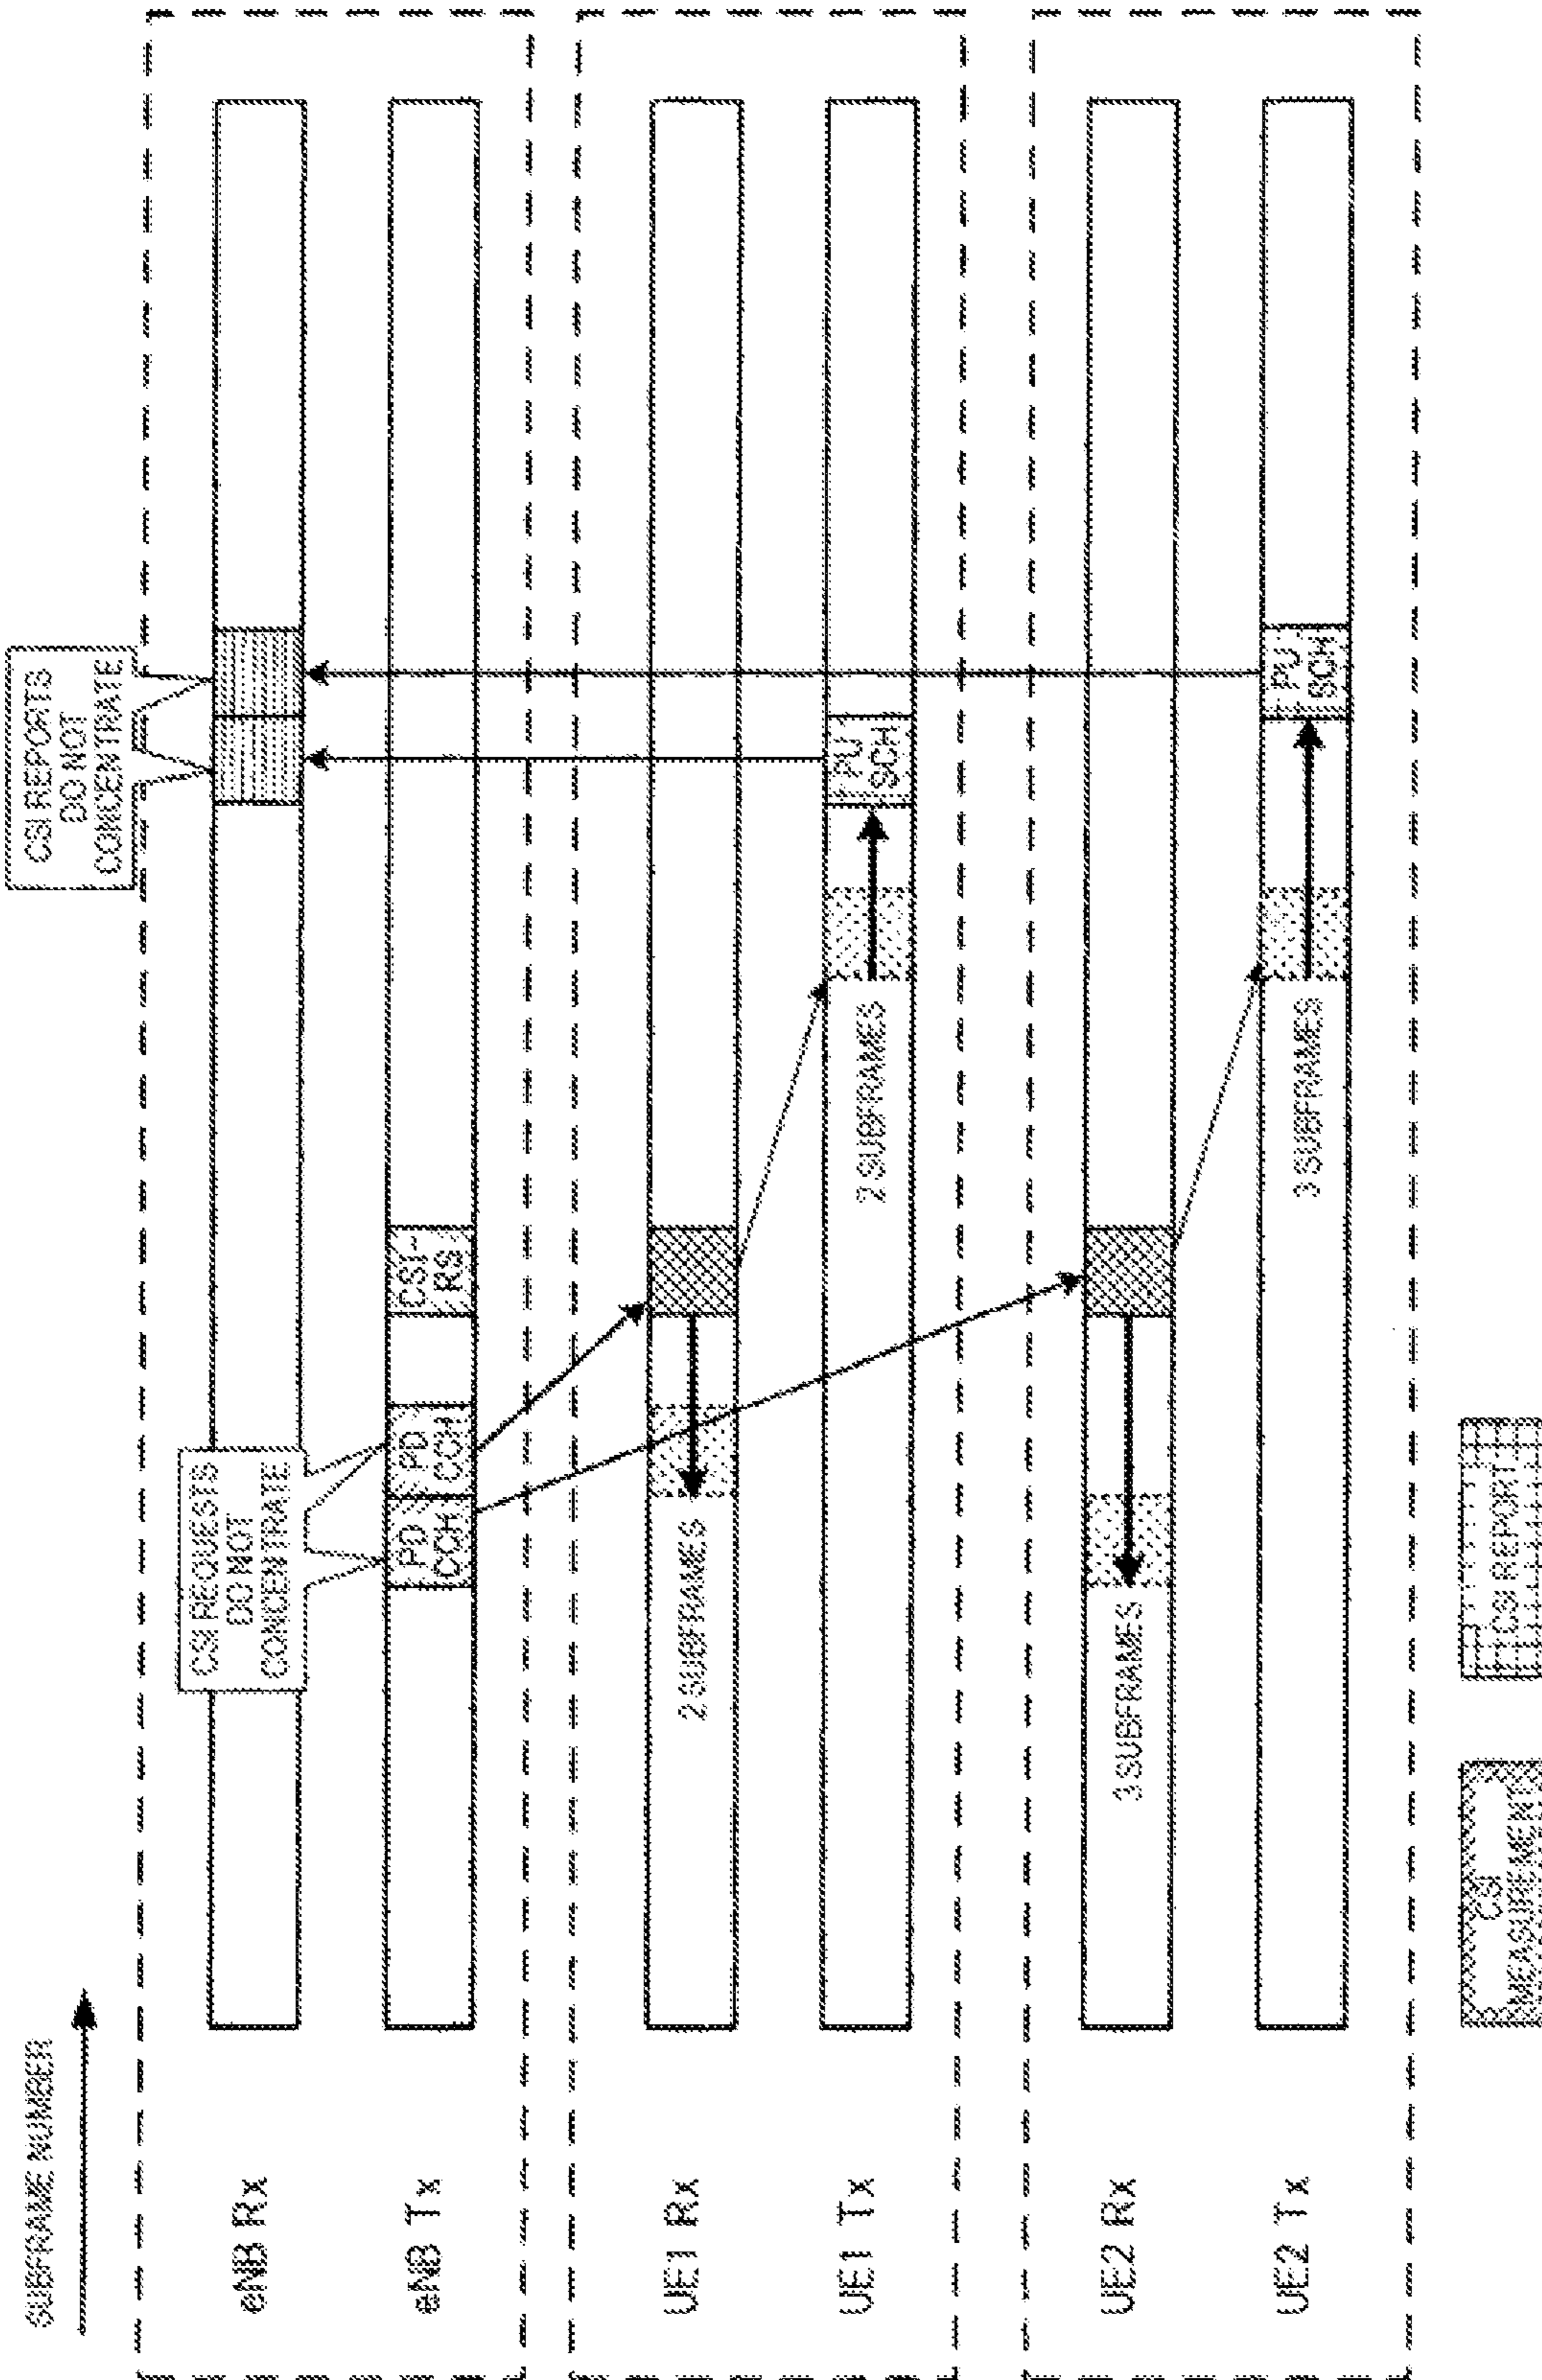 SUBFRAME NUMBER
CSI REPORTS
DO NOT
CONCENTRATE
eNB Rx
CSI REQUESTS
DO NOT
CONCENTRATE
eNB Tx
PD
CCH
PD
CCH
CSI-
RS
UE1 Rx
2 SUBFRAMES
UE1 Tx
2 SUBFRAMES
PU
SCH
UE2 Rx
3 SUBFRAMES
UE2 Tx
3 SUBFRAMES
PU
SCH
CSI
MEASUREMENT
CSI REPORT